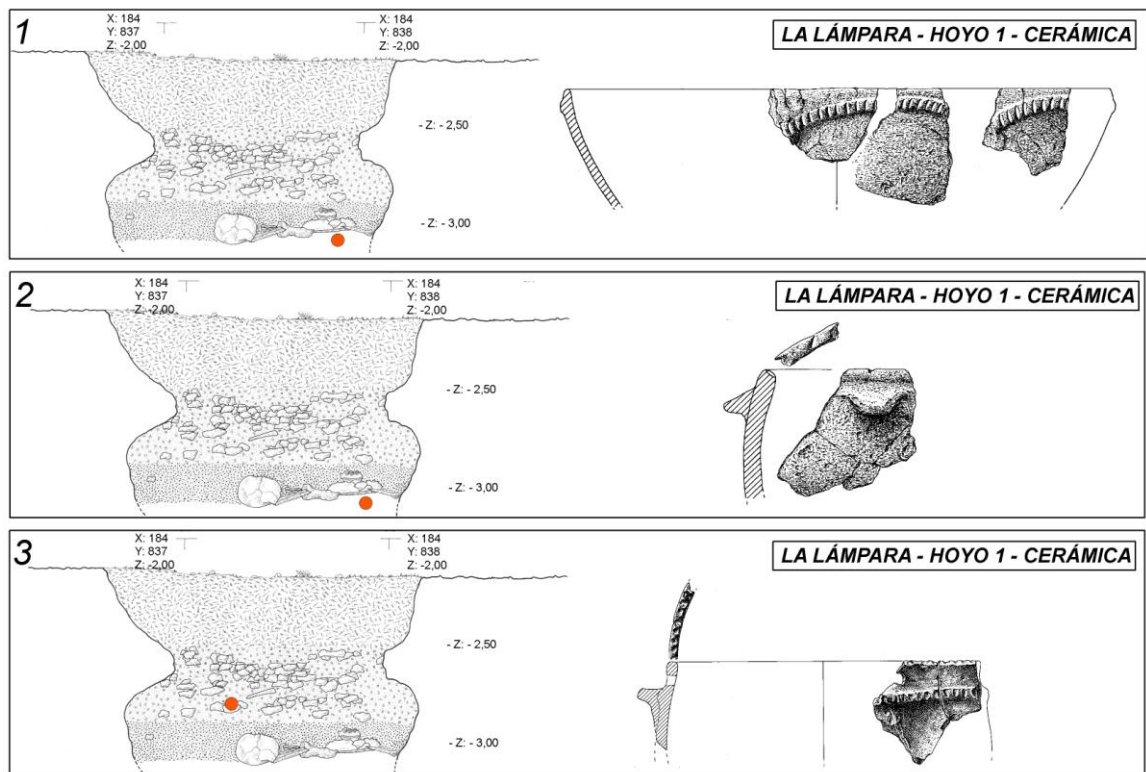 1
X: 184
Y: 837
Z: -2,00
X: 184
Y: 838
Z: -2,00
- Z: - 2,50
- Z: - 3,00
LA LÁMPARA - HOYO 1 - CERÁMICA
2
X: 184
Y: 837
Z: -2,00
X: 184
Y: 838
Z: -2,00
- Z: - 2,50
- Z: - 3,00
LA LÁMPARA - HOYO 1 - CERÁMICA
3
X: 184
Y: 837
Z: -2,00
X: 184
Y: 838
Z: -2,00
- Z: - 2,50
- Z: - 3,00
LA LÁMPARA - HOYO 1 - CERÁMICA